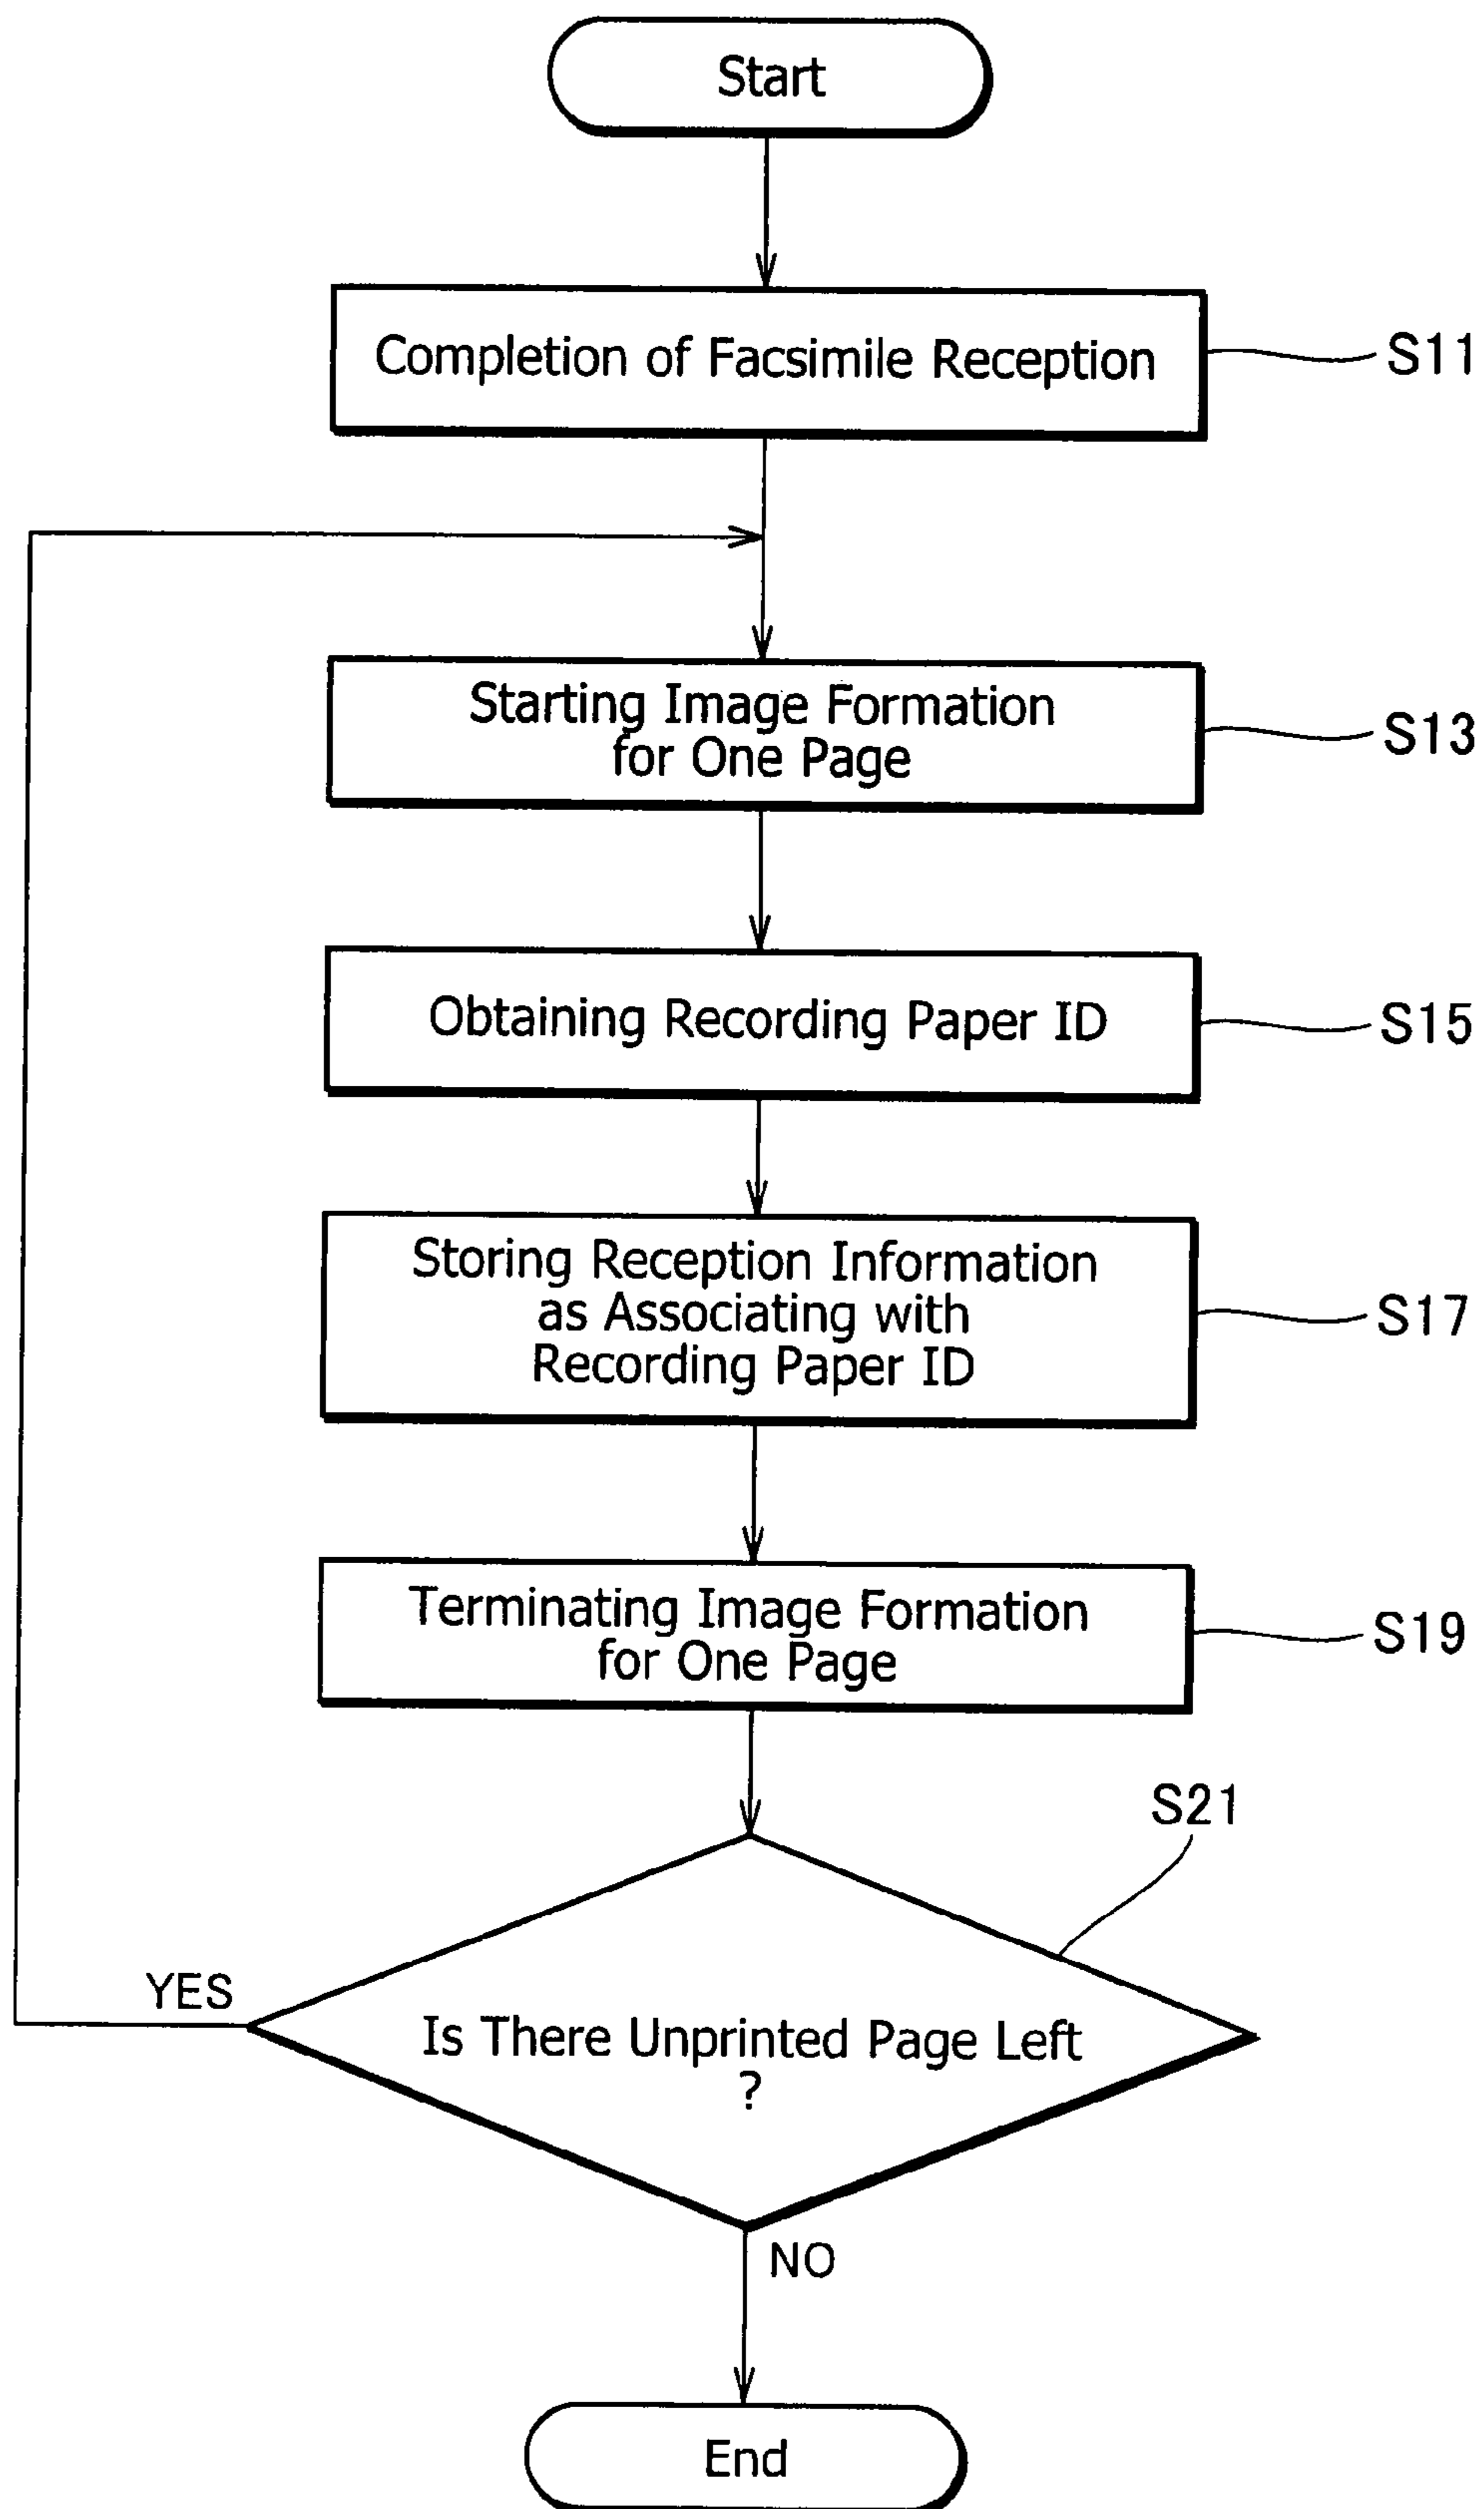 Start
Completion of Facsimile Reception
S11
Starting Image Formation
for One Page
S13
Obtaining Recording Paper ID
S15
Storing Reception Information
as Associating with
Recording Paper ID
S17
Terminating Image Formation
for One Page
S19
S21
YES
Is There Unprinted Page Left
?
NO
End